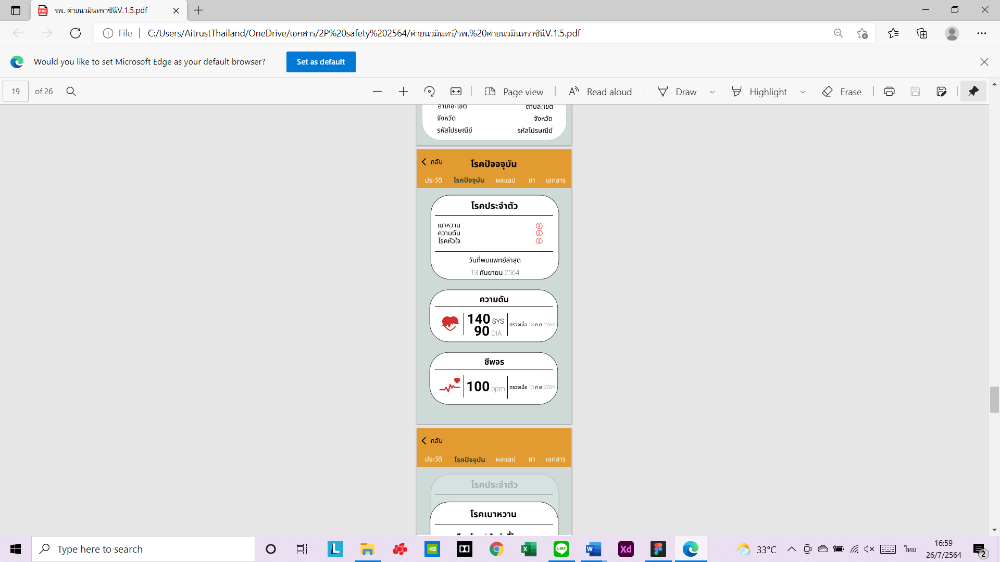 รพ. ค่ายนวมินทราชินีV.1.5.pdf
File
C:/Users/AitrustThailand/OneDrive/เอกสาร/2P%20safety%202564/ค่ายนวมินทร์/รพ.%20ค่ายนวมินทราชินีV.1.5.pdf
Would you like to set Microsoft Edge as your default browser?
Set as default
19 of 26
Page view
Read aloud
Draw
Highlight
Erase
อำเภอ/เขต ตำบล/เขต
จังหวัด จังหวัด
รหัสไปรษณีย์ รหัสไปรษณีย์
กลับ โรคปัจจจุบัน
ประวัติ โรคปัจจุบัน ผลแลป ยา เอกสาร
โรคประจำตัว
เบาหวาน
ความดัน
โรคหัวใจ
วันที่พบแพทย์ล่าสุด
13 กันยายน 2564
ความดัน
140 SYS
90 DIA
ตรวจเมื่อ 13 ก.ย. 2564
ชีพจร
100 bpm
ตรวจเมื่อ 13 ก.ย. 2564
กลับ
ประวัติ โรคปัจจุบัน ผลแลป ยา เอกสาร
โรคประจำตัว
โรคเบาหวาน
Type here to search
33°C
ไทย
16:59
26/7/2564
2